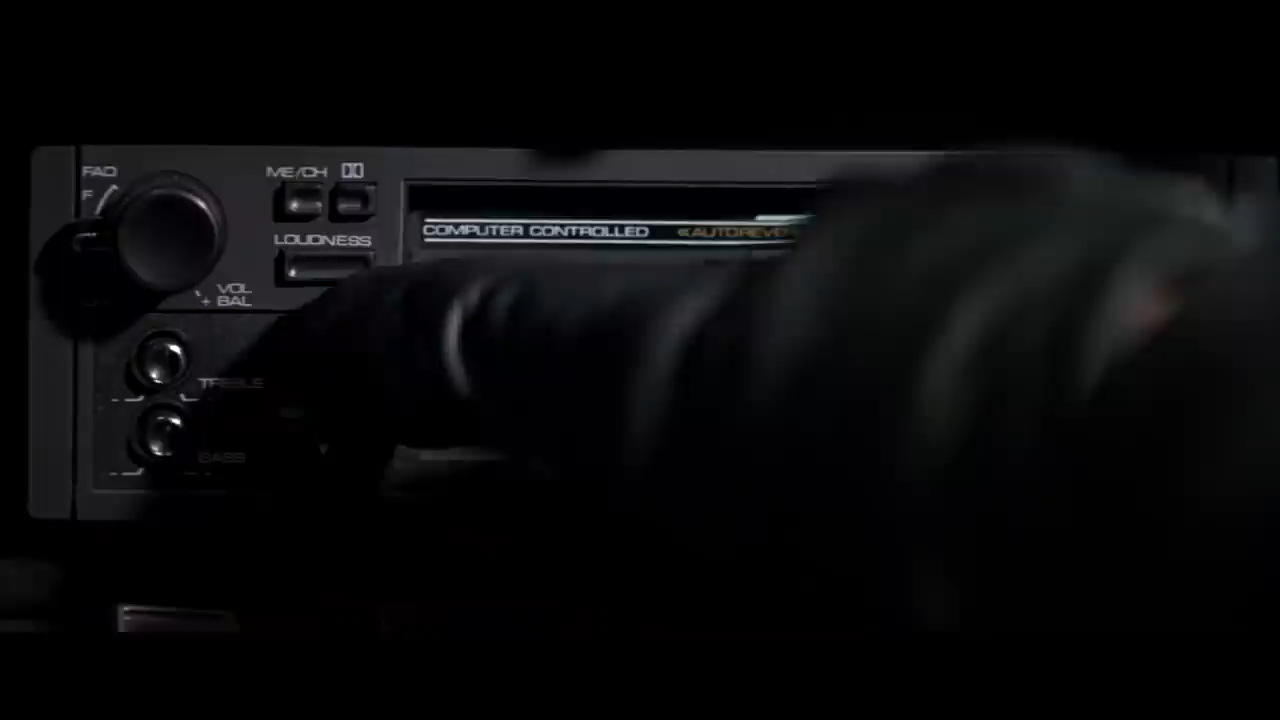 FAD
F
ME/CH
LOUDNESS
COMPUTER CONTROLLED
VOL
+ BAL
TREBLE
BASS